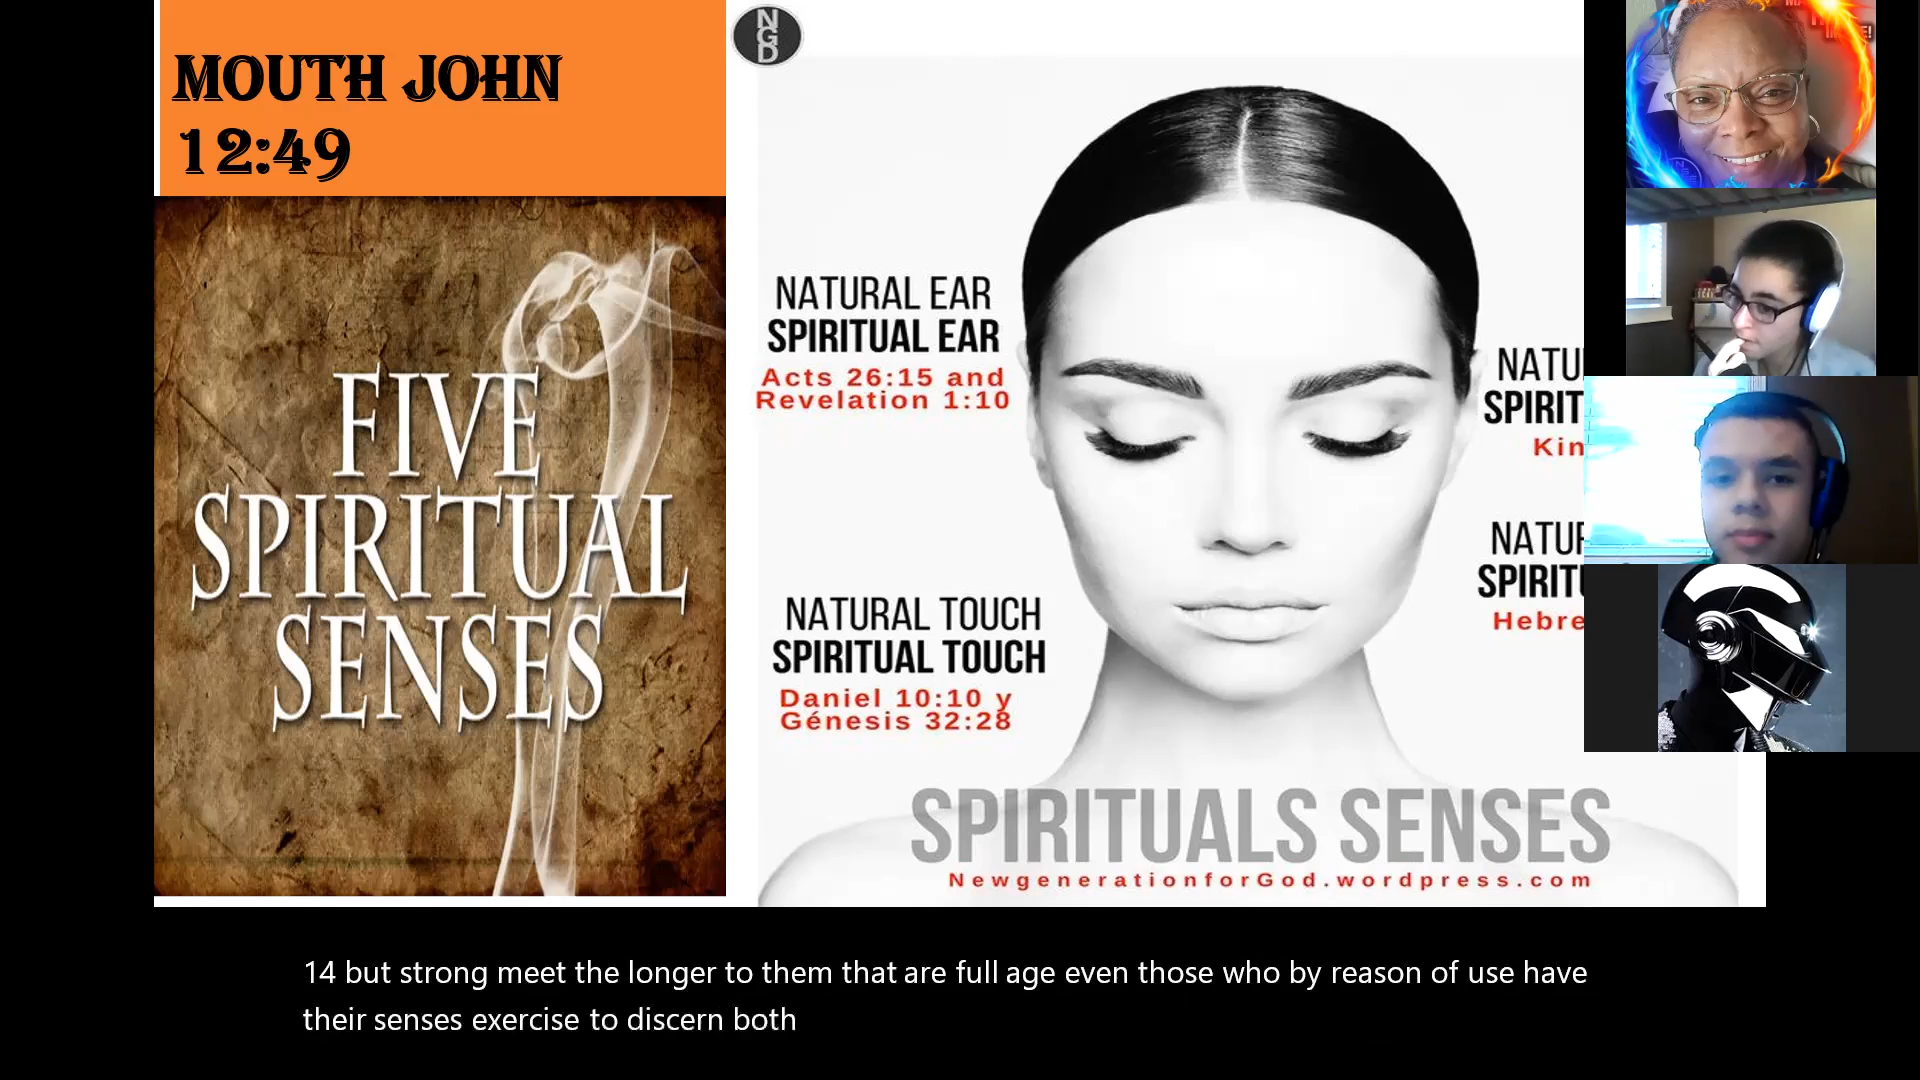 MOUTH JOHN
12:49
FIVE
SPIRITUAL
SENSES
NGD
NATURAL EAR
SPIRITUAL EAR
Acts 26:15 and
Revelation 1:10
NATURAL TOUCH
SPIRITUAL TOUCH
Daniel 10:10 y
Génesis 32:28
NATU
SPIRIT
Kin
NATUR
SPIRITU
Hebre
SPIRITUALS SENSES
NewgenerationforGod.wordpress.com
14 but strong meet the longer to them that are full age even those who by reason of use have
their senses exercise to discern both